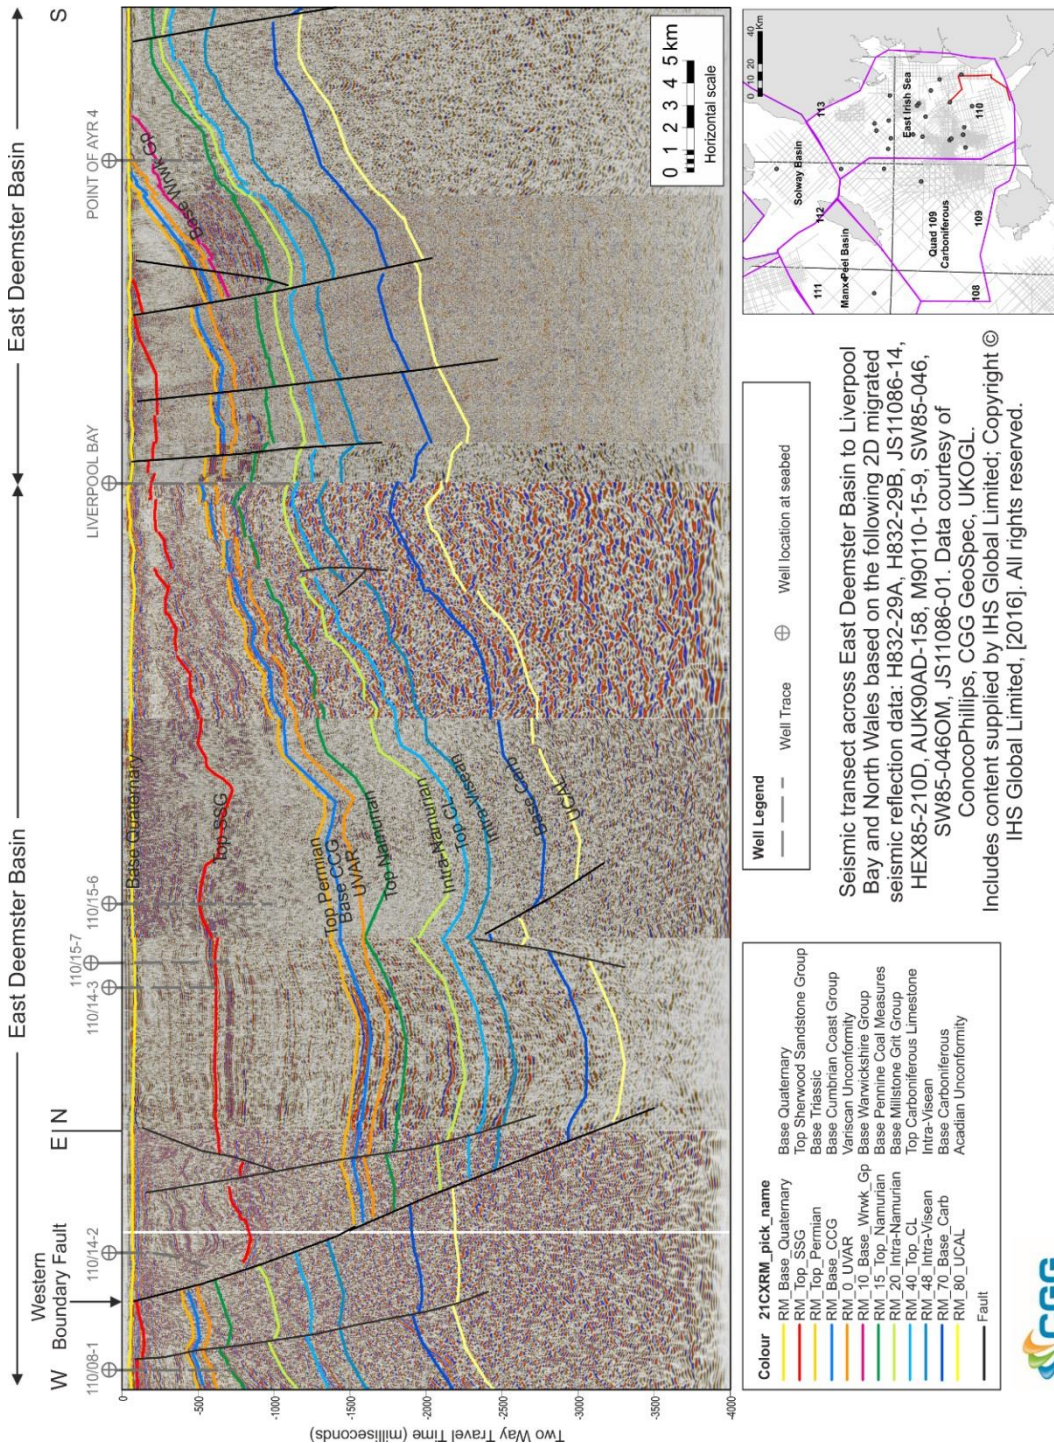 East Deemster Basin
East Deemster Basin
W
Western
Boundary Fault
E N
S
110/08-1
110/14-2
110/14-3
110/15-7
110/15-6
LIVERPOOL BAY
POINT OF AYR 4
0
-500
-1000
-1500
-2000
-2500
-3000
-3500
-4000
Two Way Travel Time (milliseconds)
Base Quaternary
Top SSG
Top Permian
Base CCG
UVAR
Top Namurian
Intra-Namurian
Top CL
Intra-Visean
Base Carb
UCAL
Base Wrwk Gp
0 1 2 3 4 5 km
Horizontal scale
Colour 21CXRM_pick_name
RM_Base_Quaternary Base Quaternary
RM_Top_SSG Top Sherwood Sandstone Group
RM_Top_Permian Base Triassic
RM_Base_CCG Base Cumbrian Coast Group
RM_0_UVAR Variscan Unconformity
RM_10_Base_Wrwk_Gp Base Warwickshire Group
RM_15_Top_Namurian Base Pennine Coal Measures
RM_20_Intra-Namurian Base Millstone Grit Group
RM_40_Top_CL Top Carboniferous Limestone
RM_48_Intra-Visean Intra-Visean
RM_70_Base_Carb Base Carboniferous
RM_80_UCAL Acadian Unconformity
Fault
Well Legend
Well Trace
Well location at seabed
Seismic transect across East Deemster Basin to Liverpool
Bay and North Wales based on the following 2D migrated
seismic reflection data: H832-29A, H832-29B, JS11086-14,
HEX85-210D, AUK90AD-158, M90110-15-9, SW85-046,
SW85-046OM, JS11086-01. Data courtesy of
ConocoPhillips, CGG GeoSpec, UKOGL.
Includes content supplied by IHS Global Limited; Copyright ©
IHS Global Limited, [2016]. All rights reserved.
0 10 20 40
Km
111
112
113
Solway Basin
Manx-Peel Basin
East Irish Sea
Quad 109
Carboniferous
108
109
110
CGG